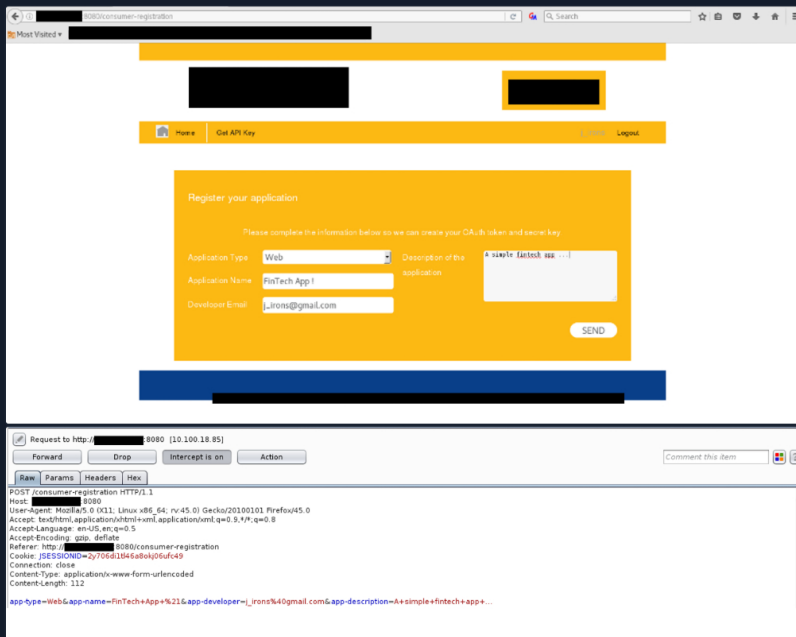 8080/consumer-registration
Search
Most Visited
Home Get API Key
Logout
Register your application
Please complete the information below so we can create your OAuth token and secret key
Application Type Web Description of the application A simple fintech app ...
Application Name FinTech App !
Developer Email j_irons@gmail.com
SEND
Request to http:// :8080 [10.100.18.85]
Forward Drop Intercept is on Action Comment this item
Raw Params Headers Hex
POST /consumer-registration HTTP/1.1
Host: :8080
User-Agent: Mozilla/5.0 (X11; Linux x86_64; rv:45.0) Gecko/20100101 Firefox/45.0
Accept: text/html,application/xhtml+xml,application/xml;q=0.9,*/*;q=0.8
Accept-Language: en-US,en;q=0.5
Accept-Encoding: gzip, deflate
Referer: http:// :8080/consumer-registration
Cookie: JSESSIONID=2y706di1tl46a8okj06ufc49
Connection: close
Content-Type: application/x-www-form-urlencoded
Content-Length: 112
app-type=Web&app-name=FinTech+App+%21&app-developer=j_irons%40gmail.com&app-description=A+simple+fintech+app+...